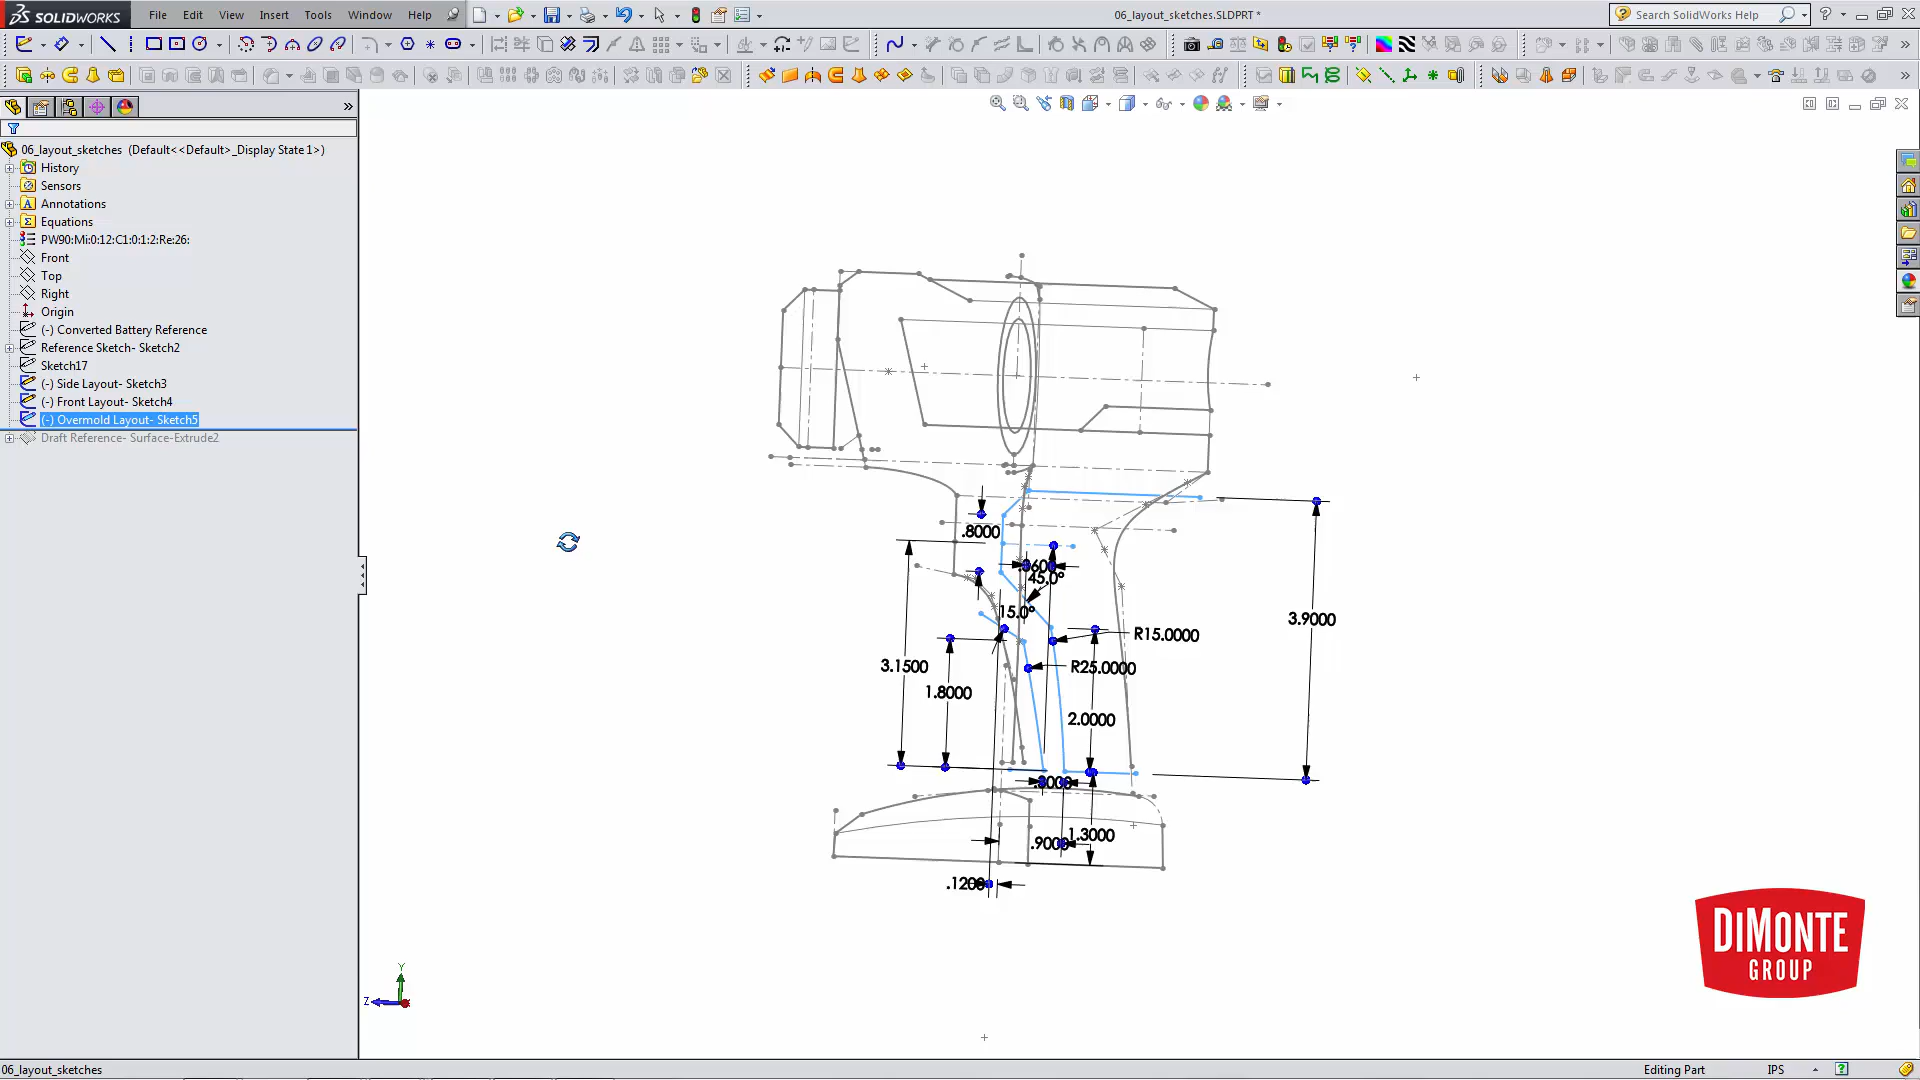 SOLIDWORKS
File
Edit
View
Insert
Tools
Window
Help
06_layout_sketches.SLDPRT *
Search SolidWorks Help
06_layout_sketches (Default<<Default>_Display State 1>)
History
Sensors
Annotations
Equations
PW90:Mi:0:12:C1:0:1:2:Re:26:
Front
Top
Right
Origin
(-) Converted Battery Reference
Reference Sketch- Sketch2
Sketch17
(-) Side Layout- Sketch3
(-) Front Layout- Sketch4
(-) Overmold Layout- Sketch5
Draft Reference- Surface-Extrude2
.8000
45.0°
15.0°
3.9000
R15.0000
3.1500
R25.0000
1.8000
2.0000
1.3000
Y
Z
DIMONTE
GROUP
06_layout_sketches
Editing Part
IPS